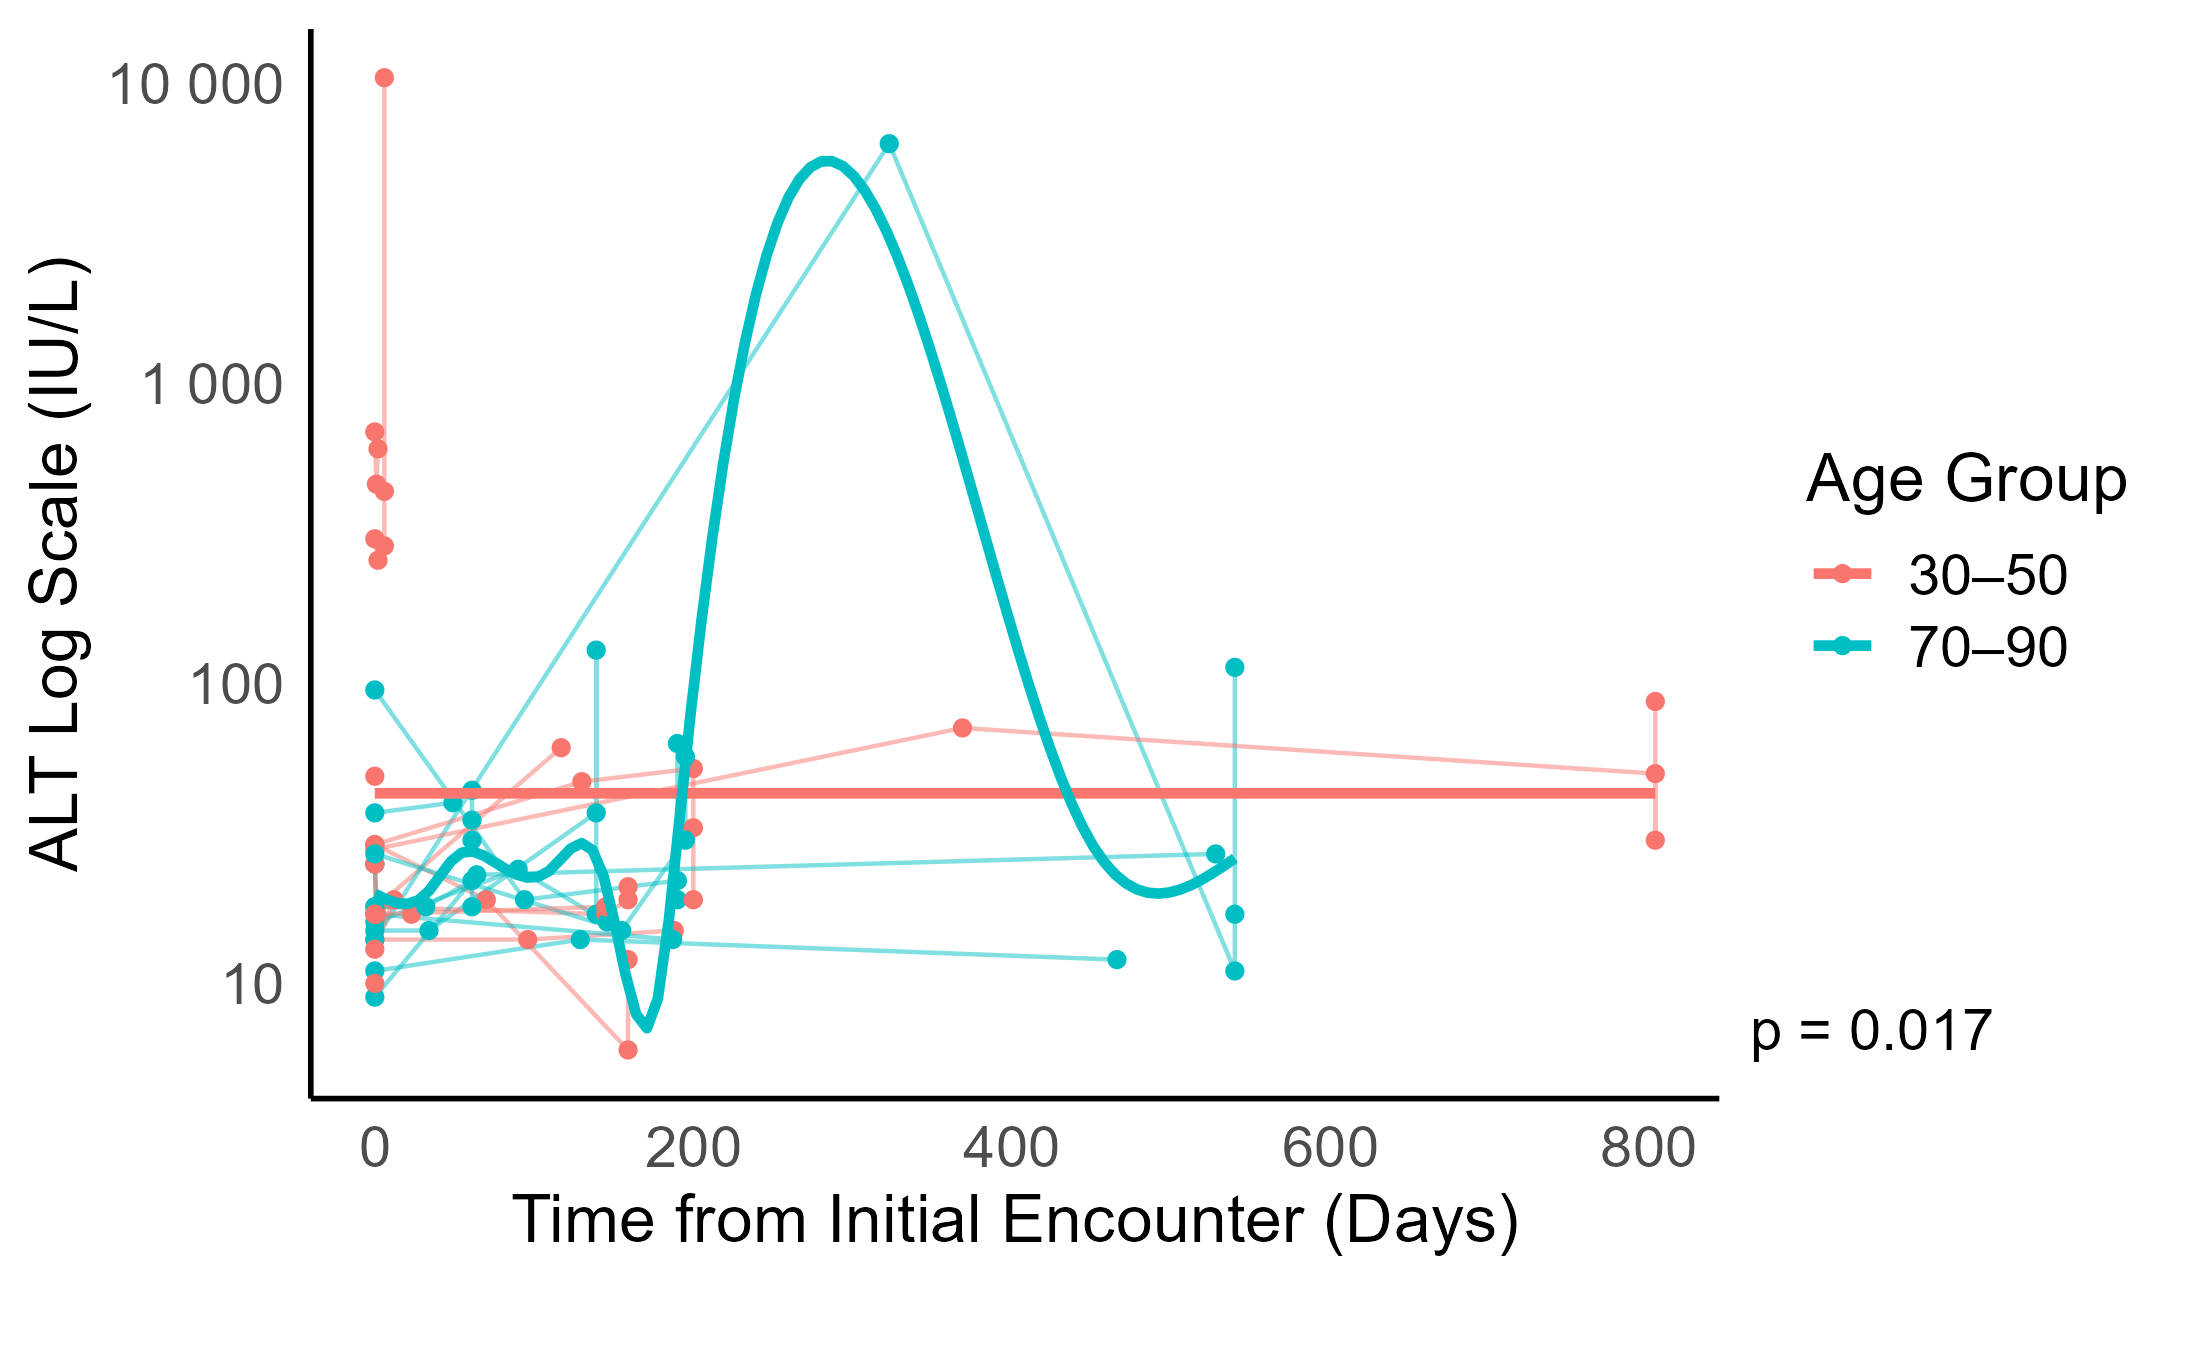 ALT Log Scale (IU/L)
10 000
1 000
100
10
0 200 400 600 800
Time from Initial Encounter (Days)
Age Group
30–50
70–90
p = 0.017